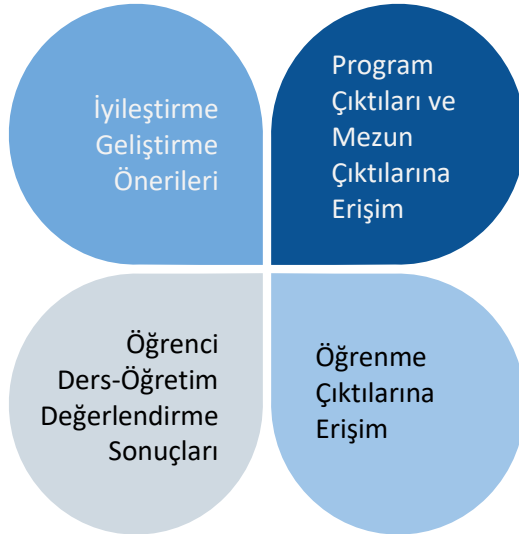 İyileştirme
Geliştirme
Önerileri
Program
Çıktıları ve
Mezun
Çıktılarına
Erişim
Öğrenci
Ders-Öğretim
Değerlendirme
Sonuçları
Öğrenme
Çıktılarına
Erişim